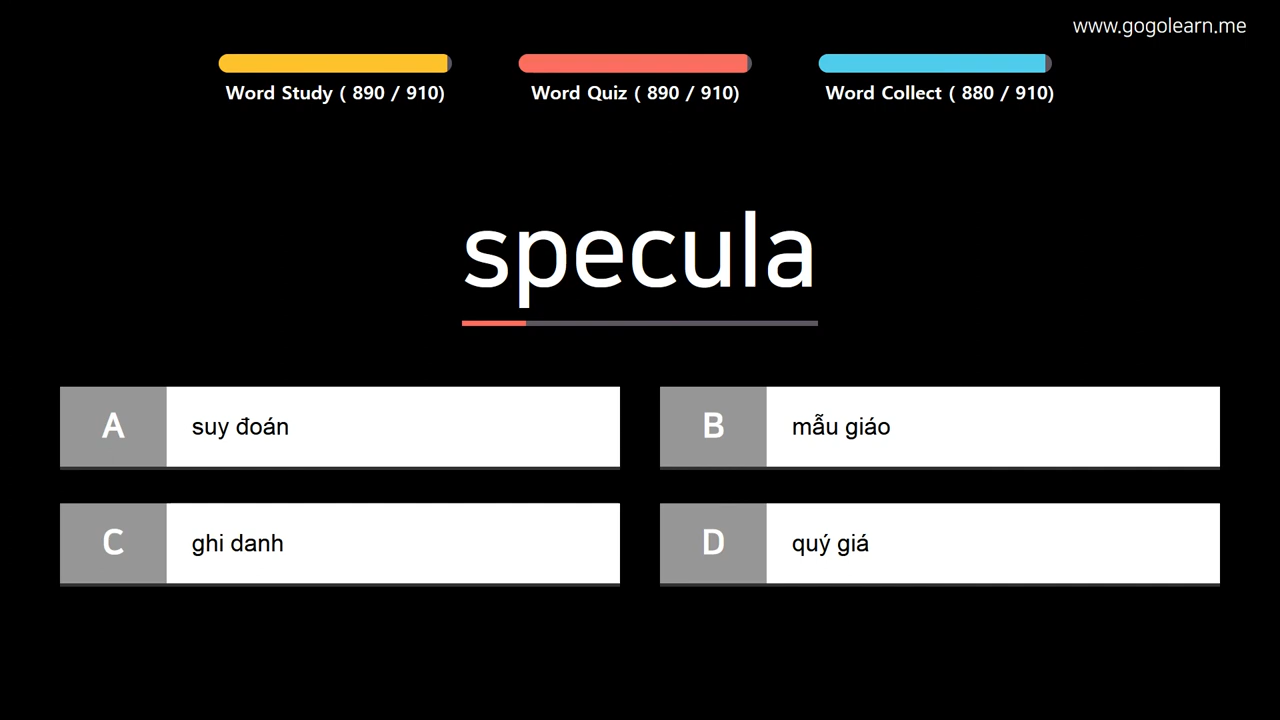 www.gogolearn.me
Word Study ( 890 / 910)
Word Quiz ( 890 / 910)
Word Collect ( 880 / 910)
specula
A suy đoán
B mẫu giáo
C ghi danh
D quý giá